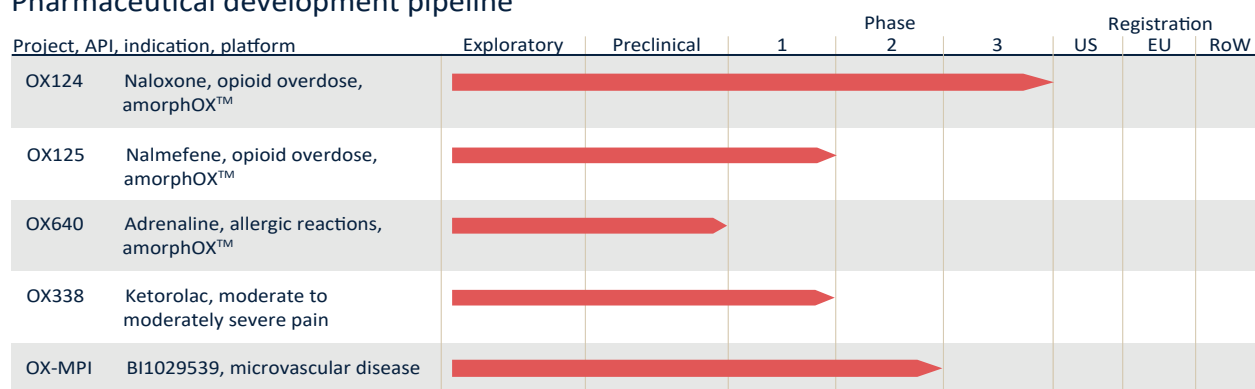 Pharmaceutical development pipeline
Phase Registration
Project, API, indication, platform Exploratory Preclinical 1 2 3 US EU RoW
OX124 Naloxone, opioid overdose,
amorphOX™
OX125 Nalmefene, opioid overdose,
amorphOX™
OX640 Adrenaline, allergic reactions,
amorphOX™
OX338 Ketorolac, moderate to
moderately severe pain
OX-MPI BI1029539, microvascular disease